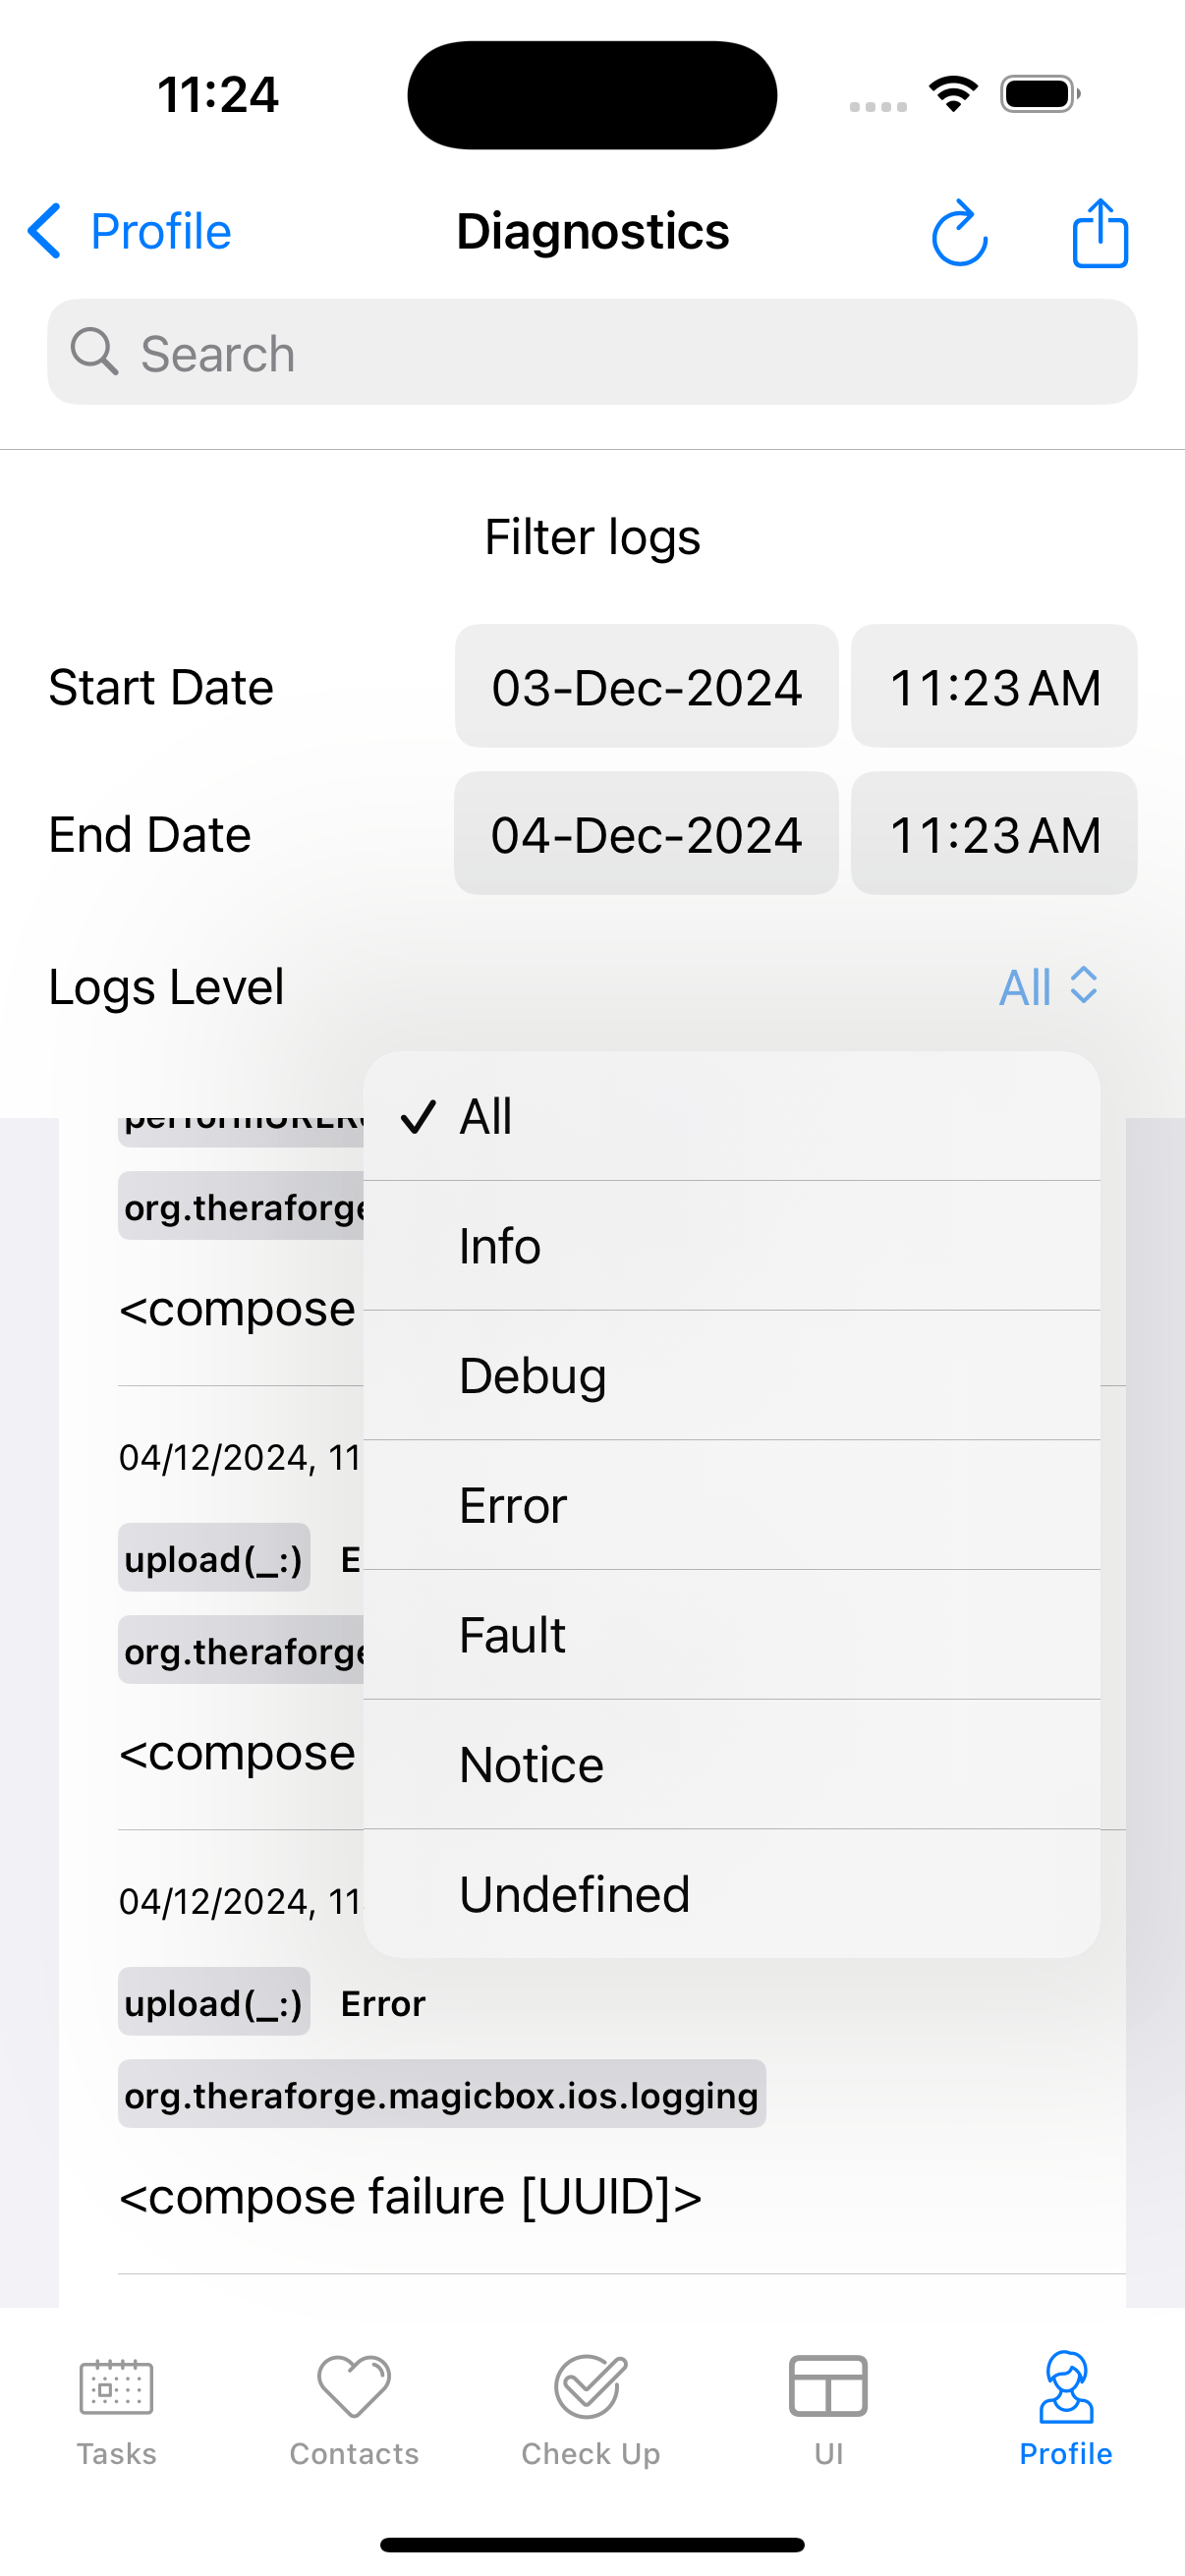 11:24
Profile
Diagnostics
Search
Filter logs
Start Date 03-Dec-2024 11:23 AM
End Date 04-Dec-2024 11:23 AM
Logs Level All
All
org.theraforge
Info
<compose
Debug
04/12/2024, 11
Error
upload(_:) E
Fault
org.theraforge
<compose
Notice
04/12/2024, 11
Undefined
upload(_:) Error
org.theraforge.magicbox.ios.logging
<compose failure [UUID]>
Tasks Contacts Check Up UI Profile